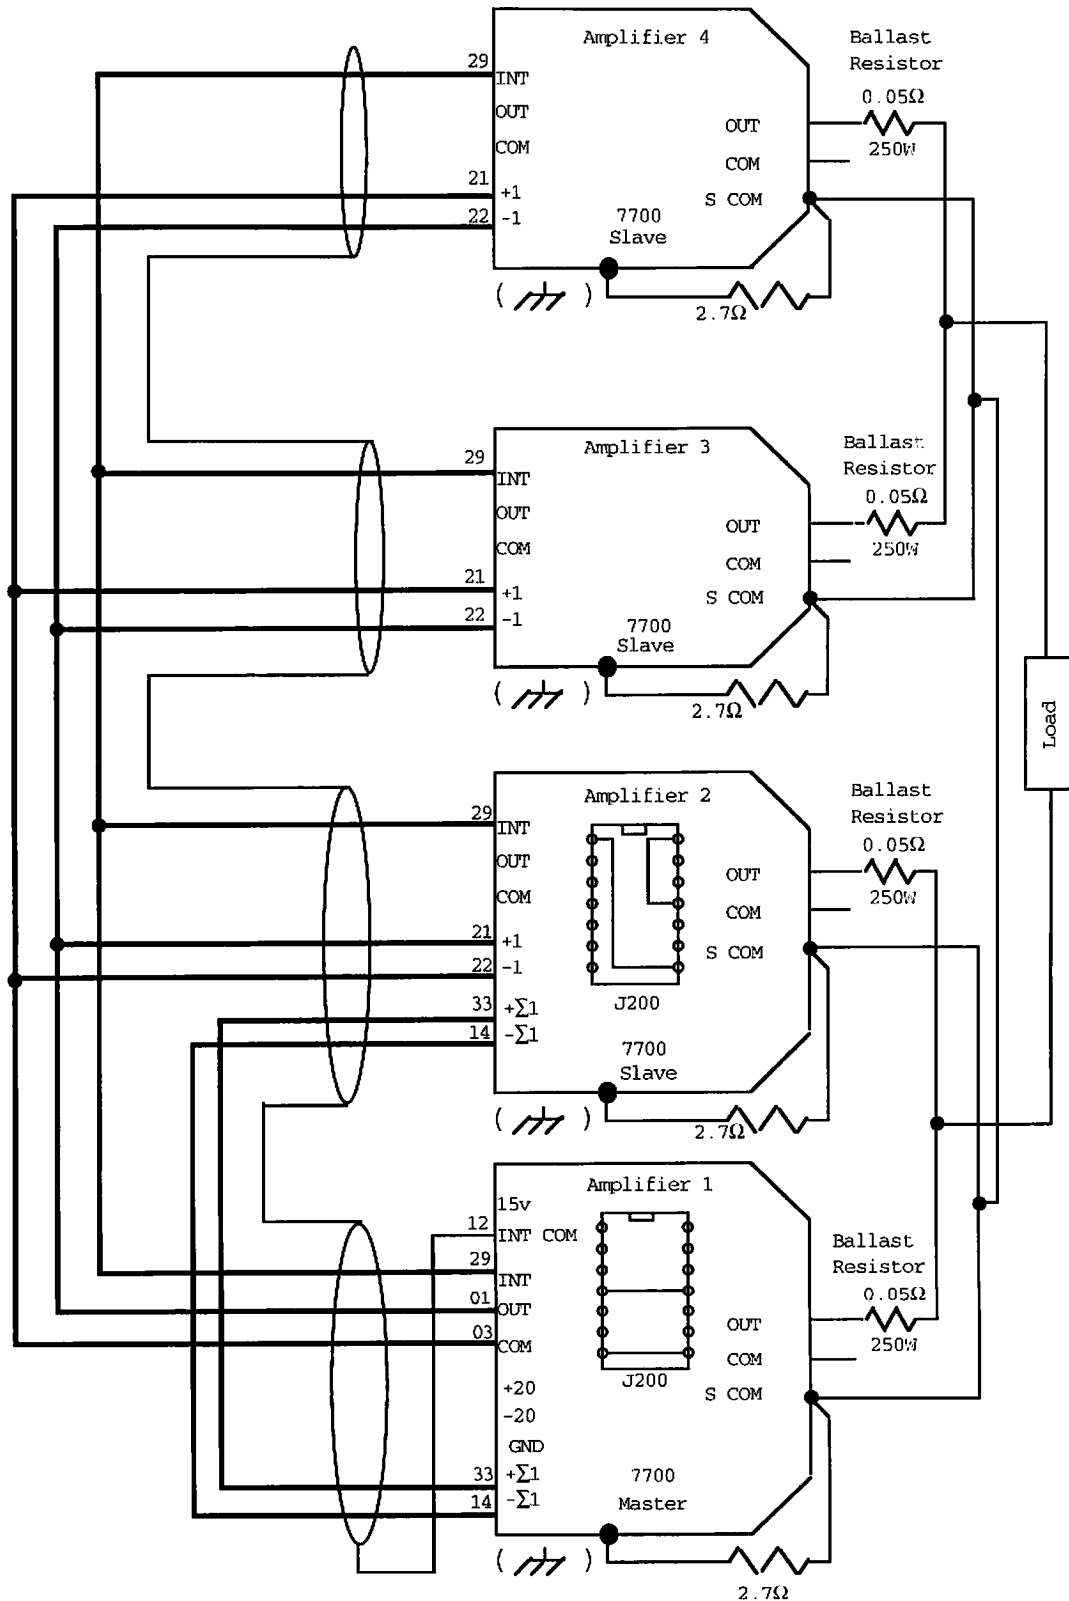 Amplifier 4
Ballast
Resistor
0.05Ω
250W
29
INT
OUT
COM
21
+1
22
-1
OUT
COM
S COM
7700
Slave
( )
2.7Ω
Amplifier 3
Ballast
Resistor
0.05Ω
250W
29
INT
OUT
COM
21
+1
22
-1
OUT
COM
S COM
7700
Slave
( )
2.7Ω
Load
Amplifier 2
Ballast
Resistor
0.05Ω
250W
29
INT
OUT
COM
21
+1
22
-1
33
+Σ1
14
-Σ1
J200
OUT
COM
S COM
7700
Slave
( )
2.7Ω
Amplifier 1
Ballast
Resistor
0.05Ω
250W
15v
12
INT COM
29
INT
01
OUT
03
COM
+20
-20
GND
33
+Σ1
14
-Σ1
J200
OUT
COM
S COM
7700
Master
( )
2.7Ω